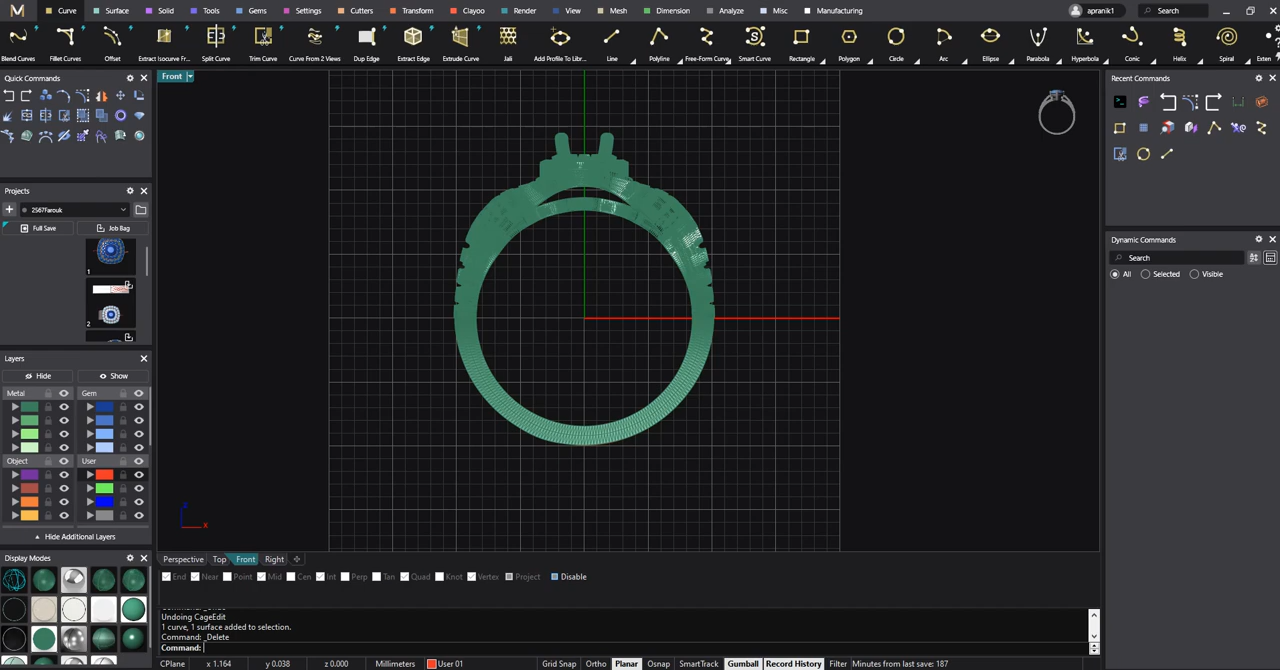 Curve Surface Solid Tools Gems Settings Cutters Transform Clayoo Render View Mesh Dimension Analyze Misc Manufacturing apranik1 Search
Blend Curves Fillet Curves Offset Extract Isocurve Fr... Split Curve Trim Curve Curve From 2 Views Dup Edge Extract Edge Extrude Curve Jali Add Profile To Libr... Line Polyline Free-Form Curve Smart Curve Rectangle Polygon Circle Arc Ellipse Parabola Hyperbola Conic Helix Spiral Exten
Quick Commands
Front
Recent Commands
Projects
2567Farouk
Full Save Job Bag
1
2
Dynamic Commands
Search
All Selected Visible
Layers
Hide Show
Metal Gem
Object User
Hide Additional Layers
x
Display Modes
Perspective Top Front Right
End Near Point Mid Cen Int Perp Tan Quad Knot Vertex Project Disable
Undoing CageEdit
1 curve, 1 surface added to selection.
Command: _Delete
Command:
CPlane x 1.164 y 0.038 z 0.000 Millimeters User 01 Grid Snap Ortho Planar Osnap SmartTrack Gumball Record History Filter Minutes from last save: 187